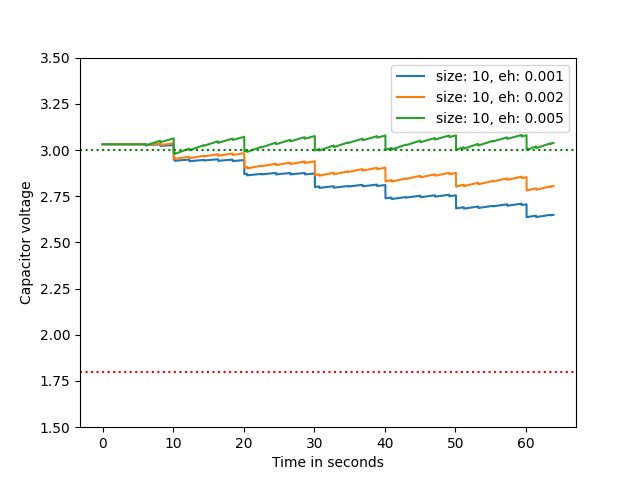 3.50
3.25
3.00
2.75
2.50
2.25
2.00
1.75
1.50
Capacitor voltage
size: 10, eh: 0.001
size: 10, eh: 0.002
size: 10, eh: 0.005
0 10 20 30 40 50 60
Time in seconds